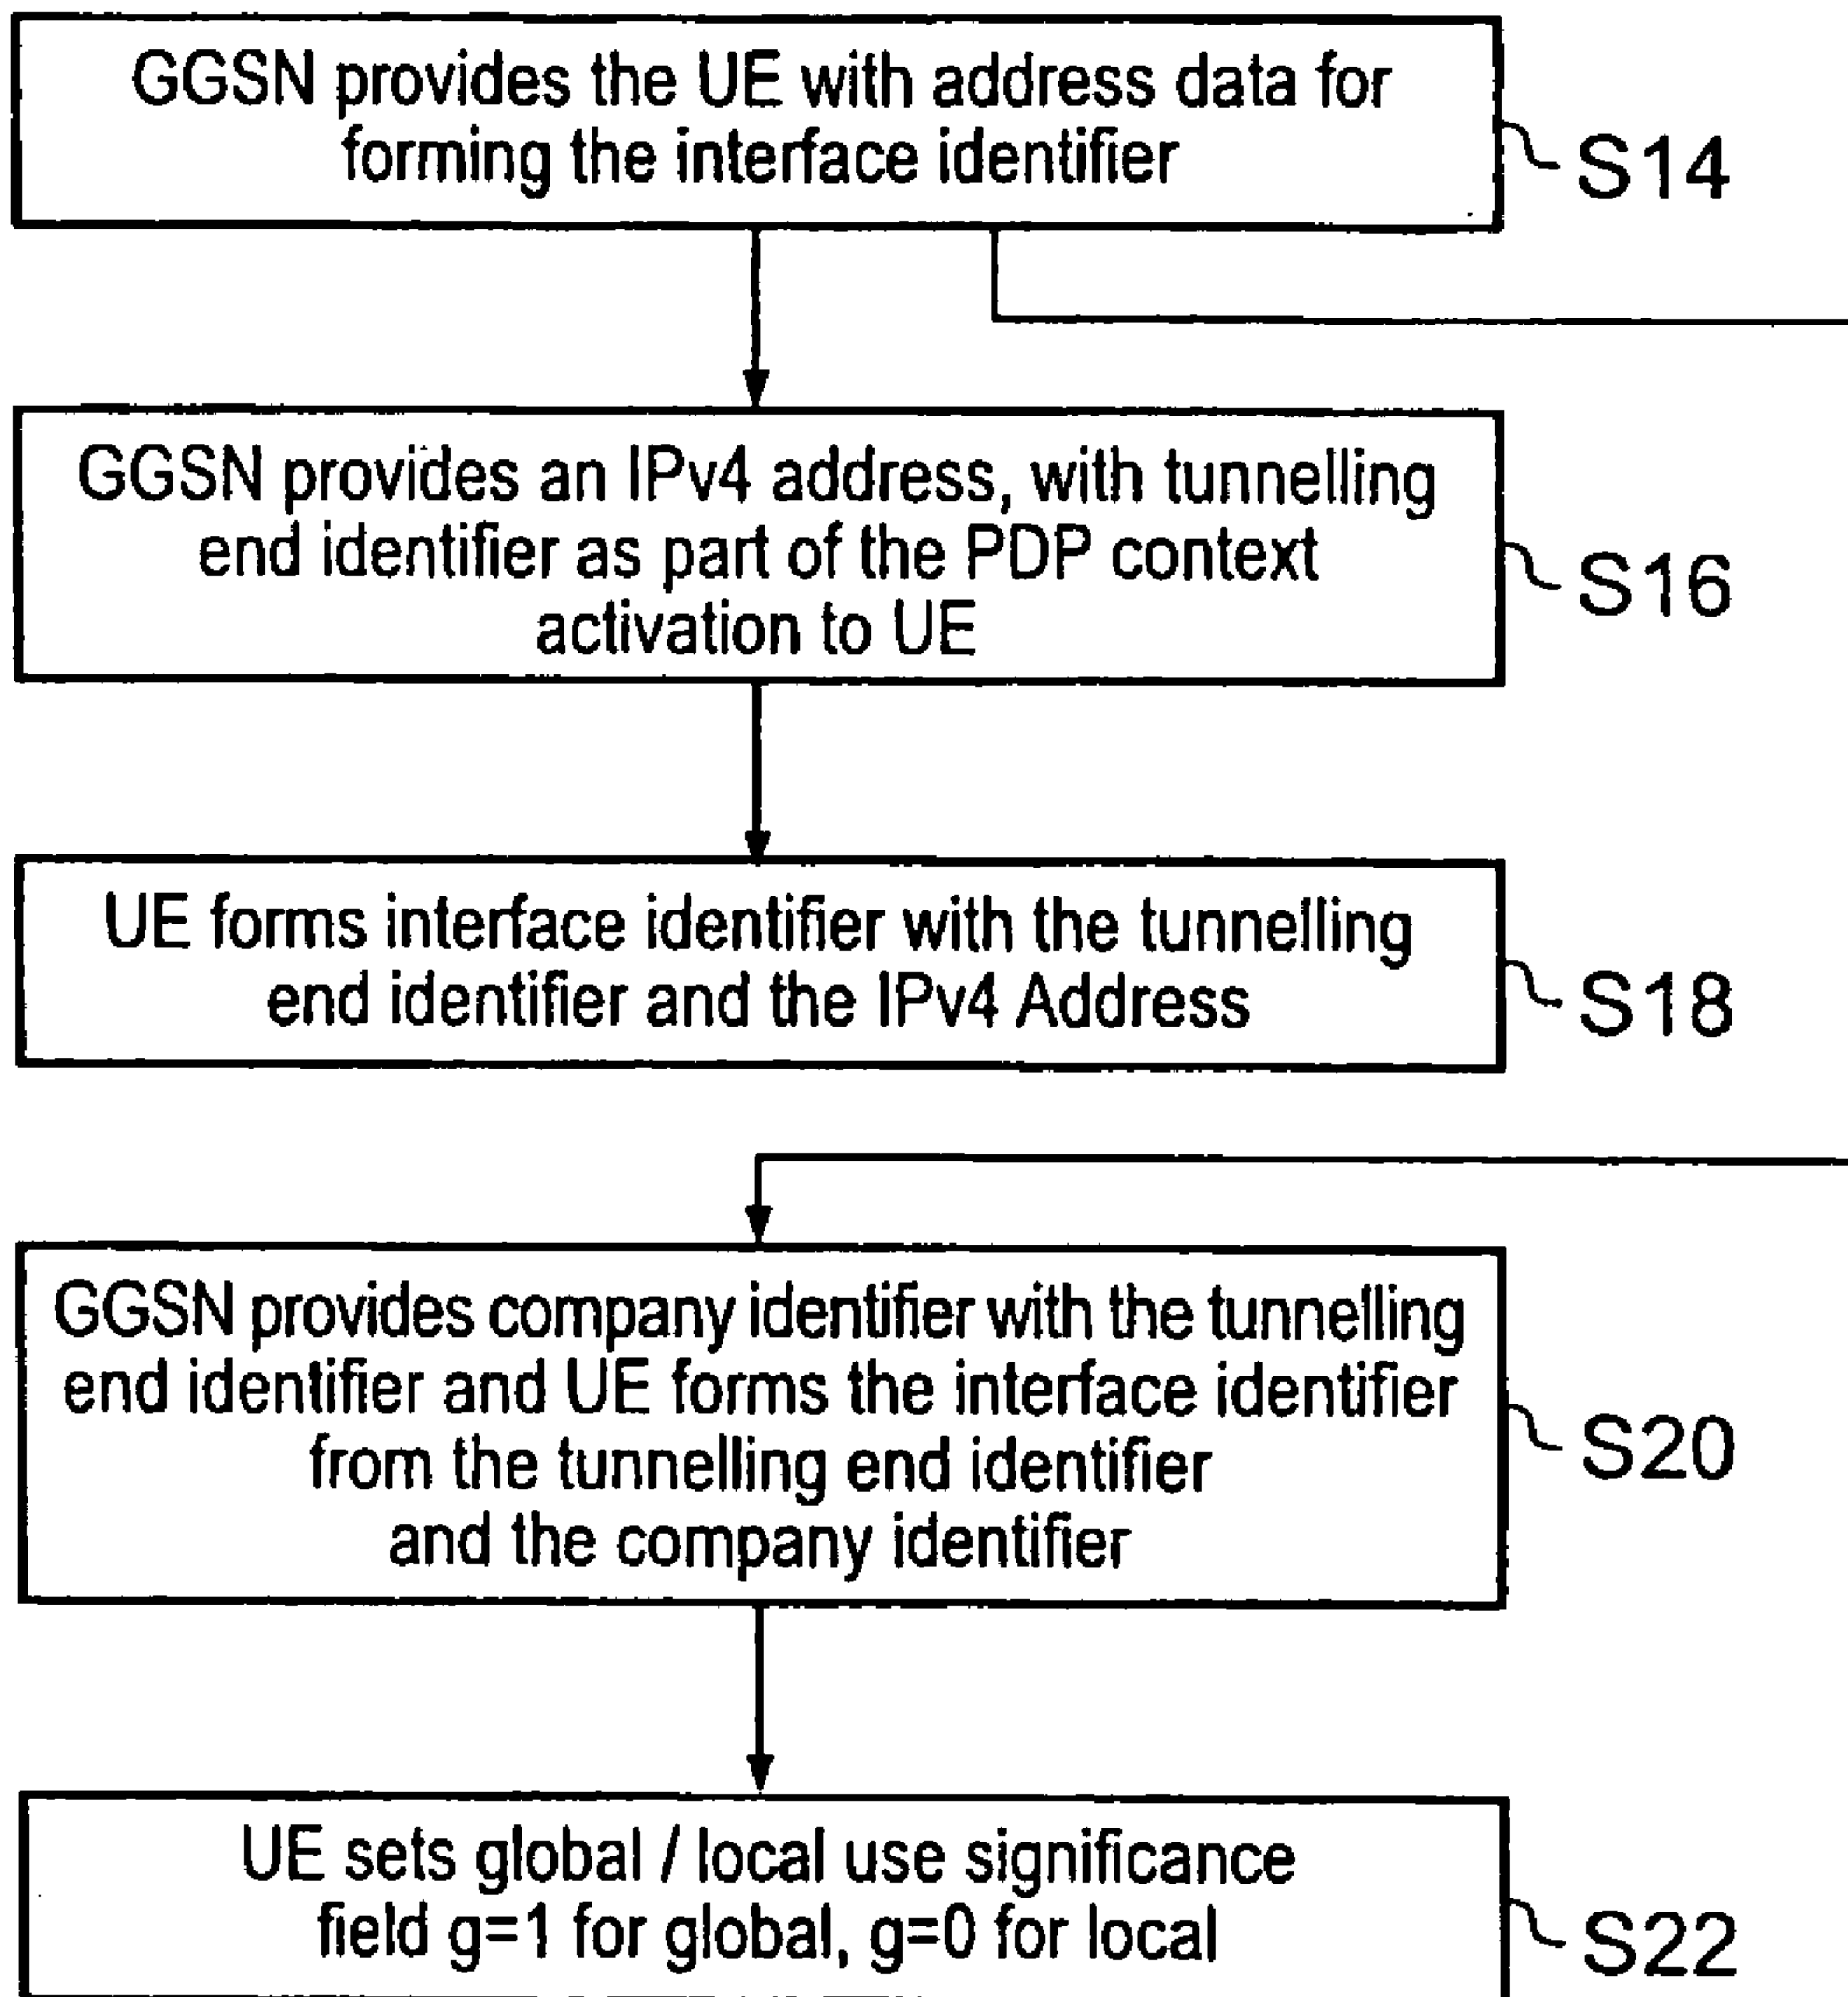 GGSN provides the UE with address data for
forming the interface identifier
S14
GGSN provides an IPv4 address, with tunnelling
end identifier as part of the PDP context
activation to UE
S16
UE forms interface identifier with the tunnelling
end identifier and the IPv4 Address
S18
GGSN provides company identifier with the tunnelling
end identifier and UE forms the interface identifier
from the tunnelling end identifier
and the company identifier
S20
UE sets global / local use significance
field g=1 for global, g=0 for local
S22